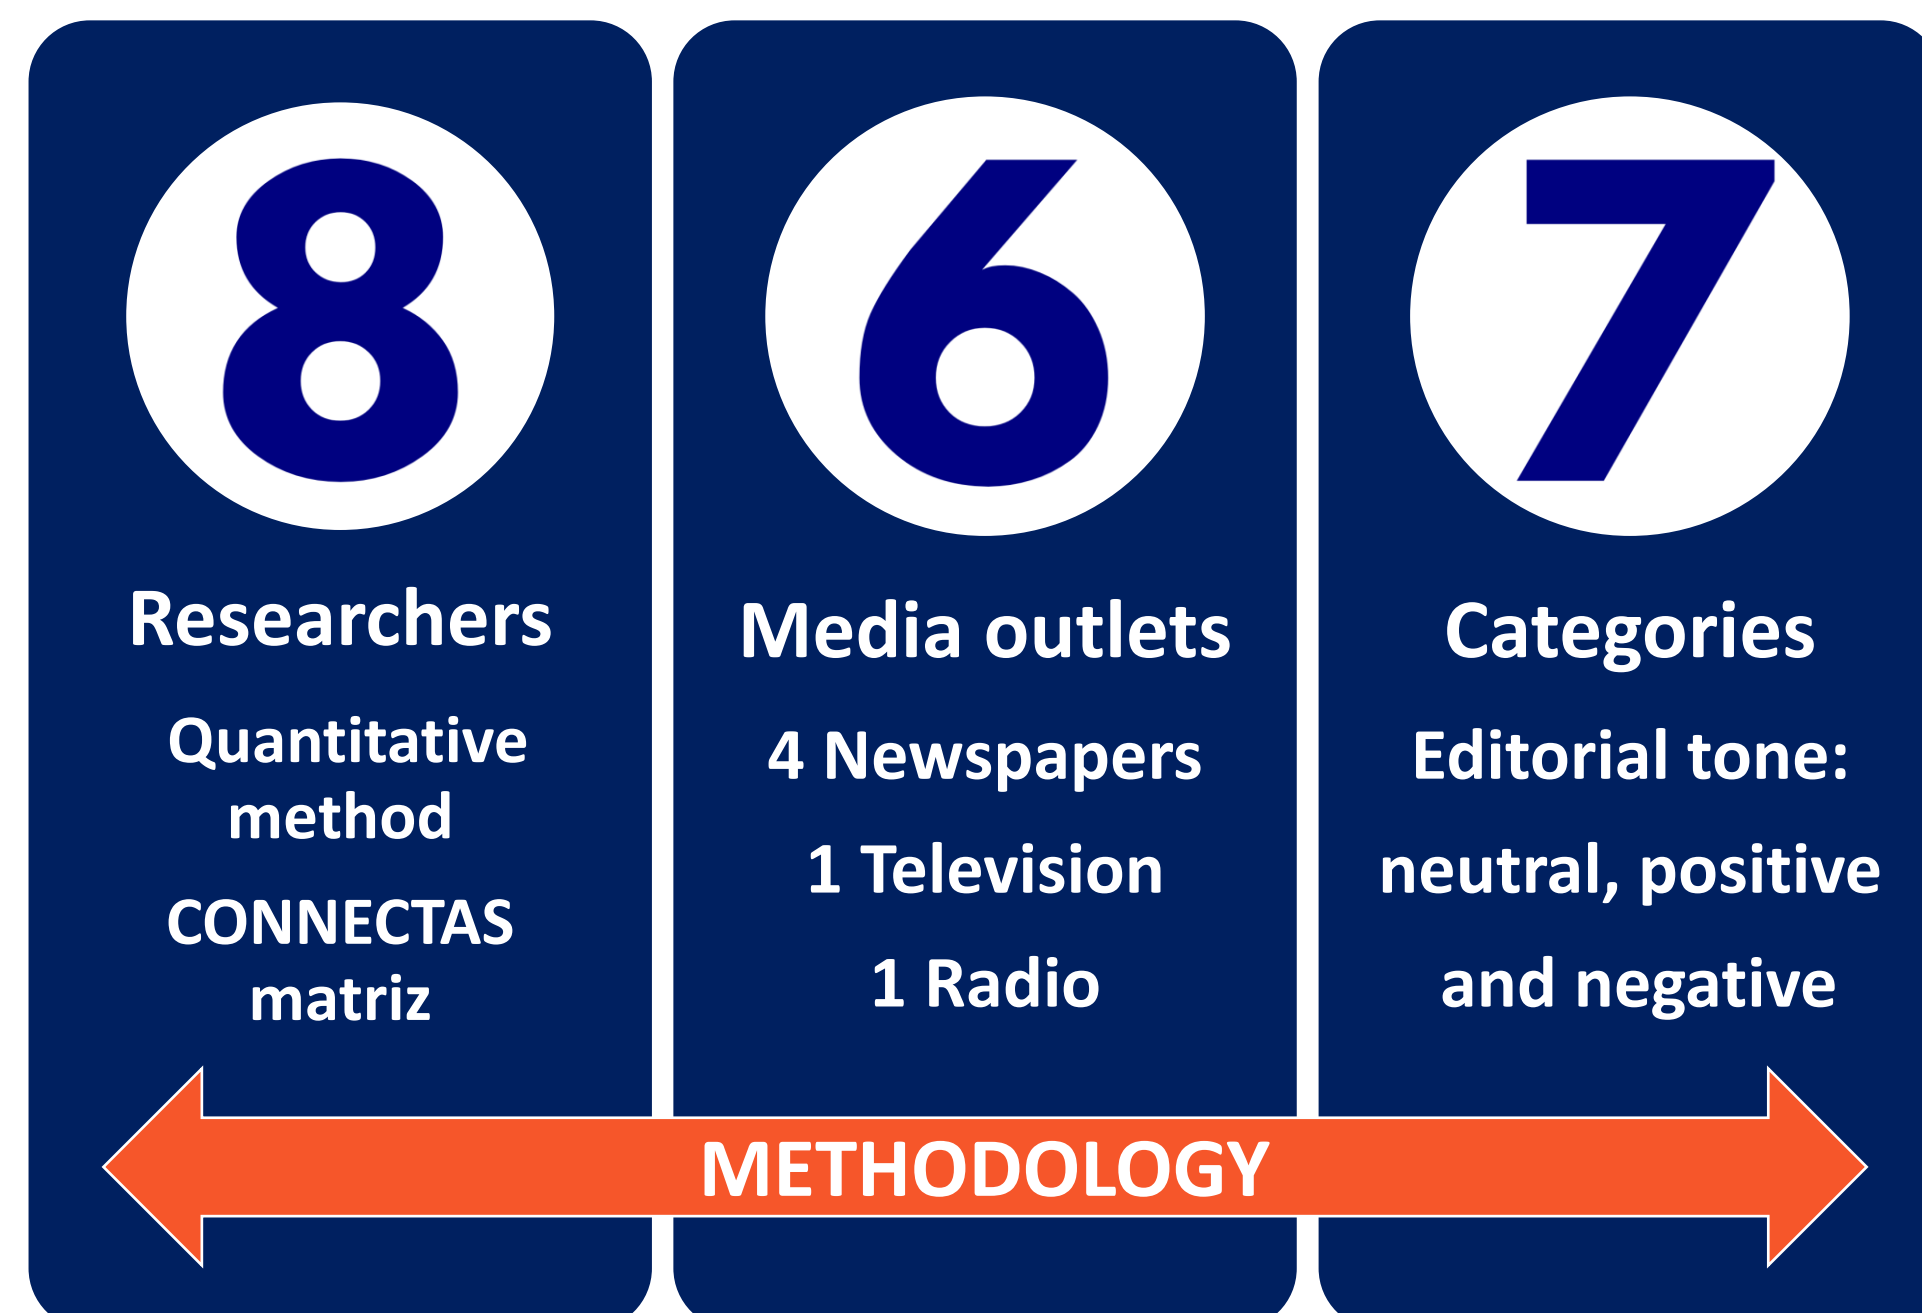 8
Researchers
Quantitative
method
CONNECTAS
matriz
6
Media outlets
4 Newspapers
1 Television
1 Radio
7
Categories
Editorial tone:
neutral, positive
and negative
METHODOLOGY